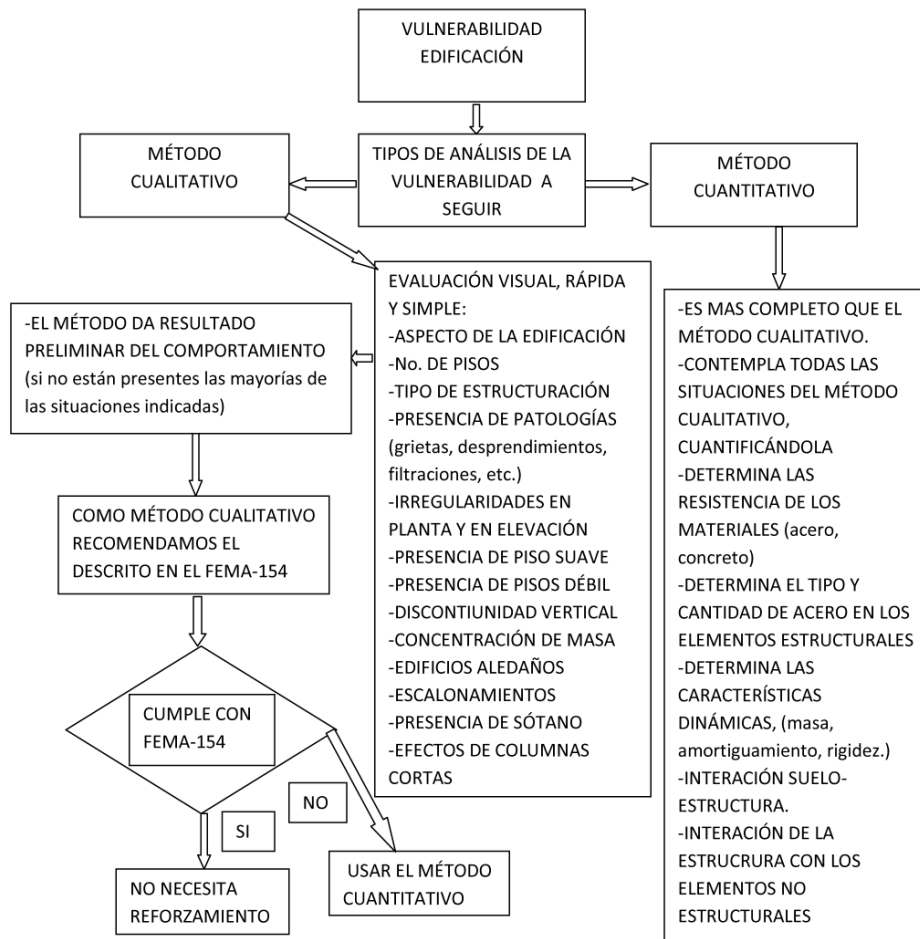 VULNERABILIDAD
EDIFICACIÓN
TIPOS DE ANÁLISIS DE LA
VULNERABILIDAD A
SEGUIR
MÉTODO
CUALITATIVO
MÉTODO
CUANTITATIVO
EVALUACIÓN VISUAL, RÁPIDA
Y SIMPLE:
-ASPECTO DE LA EDIFICACIÓN
-No. DE PISOS
-TIPO DE ESTRUCTURACIÓN
-PRESENCIA DE PATOLOGÍAS
(grietas, desprendimientos,
filtraciones, etc.)
-IRREGULARIDADES EN
PLANTA Y EN ELEVACIÓN
-PRESENCIA DE PISO SUAVE
-PRESENCIA DE PISOS DÉBIL
-DISCONTIUNIDAD VERTICAL
-CONCENTRACIÓN DE MASA
-EDIFICIOS ALEDAÑOS
-ESCALONAMIENTOS
-PRESENCIA DE SÓTANO
-EFECTOS DE COLUMNAS
CORTAS
-EL MÉTODO DA RESULTADO
PRELIMINAR DEL COMPORTAMIENTO
(si no están presentes las mayorías de
las situaciones indicadas)
COMO MÉTODO CUALITATIVO
RECOMENDAMOS EL
DESCRITO EN EL FEMA-154
CUMPLE CON
FEMA-154
NO
SI
NO NECESITA
REFORZAMIENTO
USAR EL MÉTODO
CUANTITATIVO
-ES MAS COMPLETO QUE EL
MÉTODO CUALITATIVO.
-CONTEMPLA TODAS LAS
SITUACIONES DEL MÉTODO
CUALITATIVO,
CUANTIFICÁNDOLA
-DETERMINA LAS
RESISTENCIA DE LOS
MATERIALES (acero,
concreto)
-DETERMINA EL TIPO Y
CANTIDAD DE ACERO EN LOS
ELEMENTOS ESTRUCTURALES
-DETERMINA LAS
CARACTERÍSTICAS
DINÁMICAS, (masa,
amortiguamiento, rigidez.)
-INTERACIÓN SUELO-
ESTRUCTURA.
-INTERACIÓN DE LA
ESTRUCRURA CON LOS
ELEMENTOS NO
ESTRUCTURALES